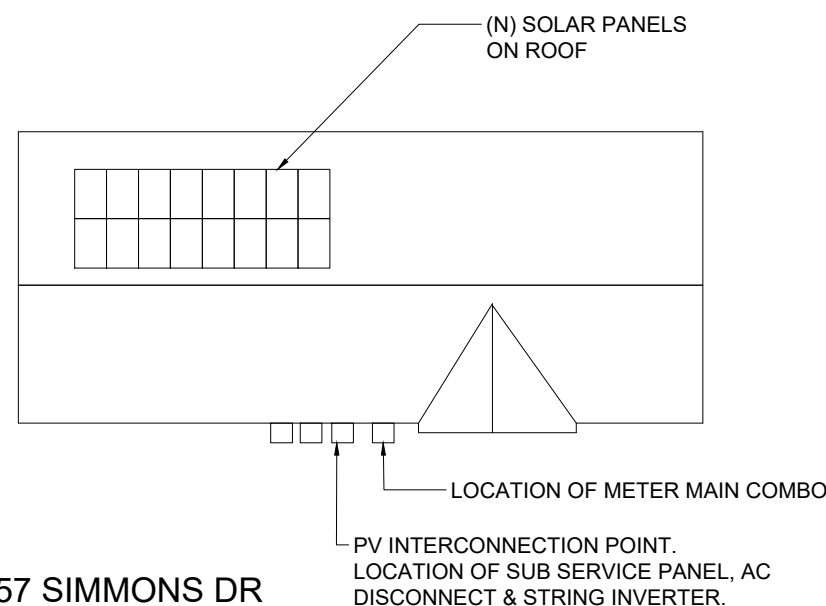 (N) SOLAR PANELS
ON ROOF
LOCATION OF METER MAIN COMBO
PV INTERCONNECTION POINT.
LOCATION OF SUB SERVICE PANEL, AC
DISCONNECT & STRING INVERTER.
57 SIMMONS DR